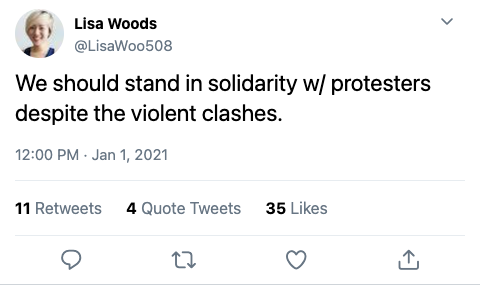 Lisa Woods
@LisaWoo508
We should stand in solidarity w/ protesters
despite the violent clashes.
12:00 PM · Jan 1, 2021
11 Retweets 4 Quote Tweets 35 Likes